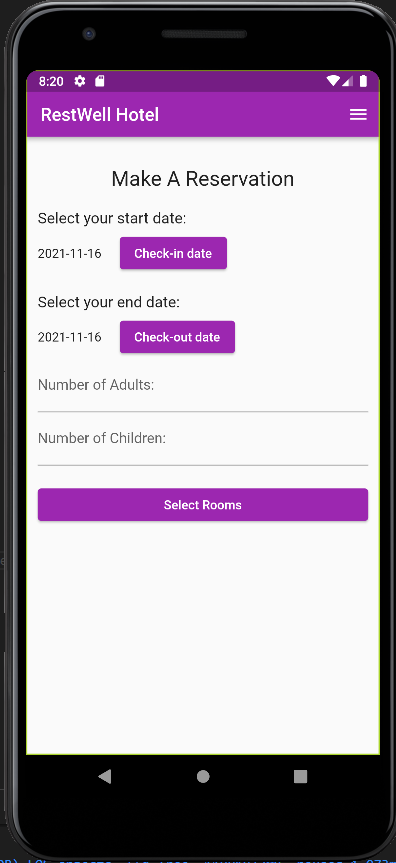 8:20
RestWell Hotel
Make A Reservation
Select your start date:
2021-11-16 Check-in date
Select your end date:
2021-11-16 Check-out date
Number of Adults:
Number of Children:
Select Rooms